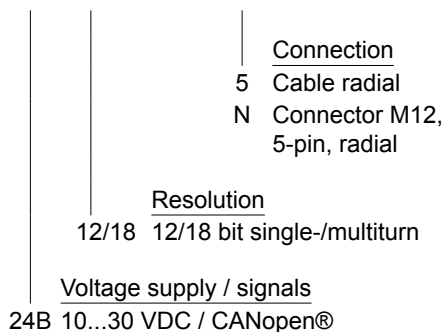 Connection
5 Cable radial
N Connector M12,
5-pin, radial
Resolution
12/18 12/18 bit single-/multiturn
Voltage supply / signals
24B 10...30 VDC / CANopen®